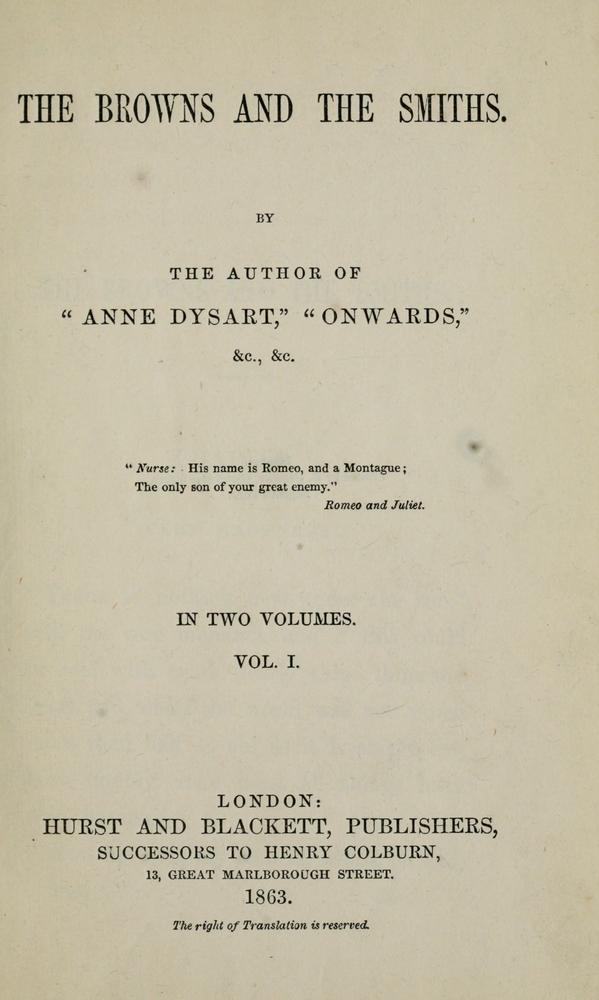 THE BROWNS AND THE SMITHS.
BY
THE AUTHOR OF
“ ANNE DYSART,” “ ONWARDS,”
&c., &c.
“ Nurse: His name is Romeo, and a Montague;
The only son of your great enemy.”
Romeo and Juliet.
IN TWO VOLUMES.
VOL. I.
LONDON:
HURST AND BLACKETT, PUBLISHERS,
SUCCESSORS TO HENRY COLBURN,
13, GREAT MARLBOROUGH STREET.
1863.
The right of Translation is reserved.